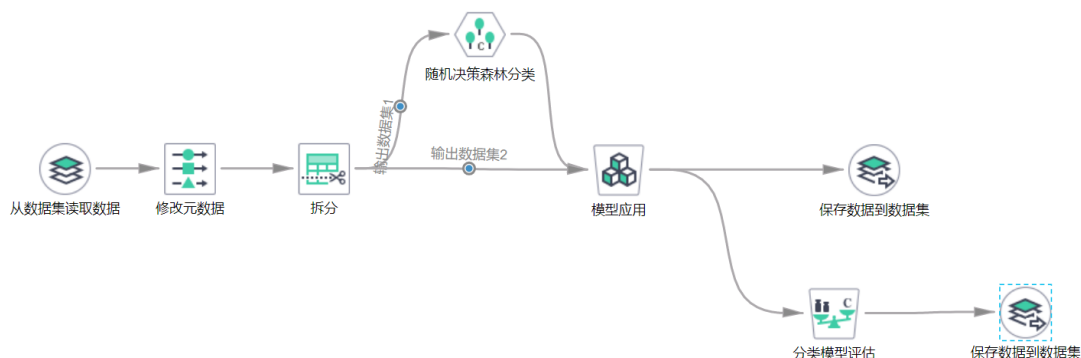 C
随机决策森林分类
输出数据集1
输出数据集2
从数据集读取数据
修改元数据
拆分
模型应用
保存数据到数据集
C
分类模型评估
保存数据到数据集